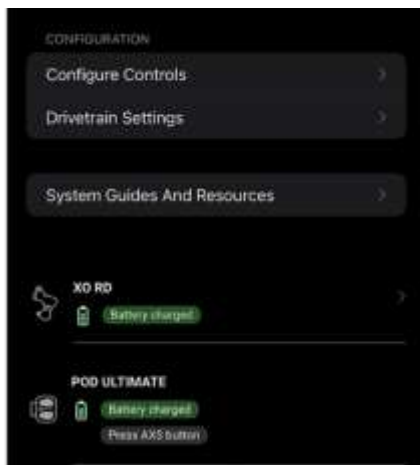 CONFIGURATION
Configure Controls
Drivetrain Settings
System Guides And Resources
XO RD
Battery charged
POD ULTIMATE
Battery charged
Press AXS button